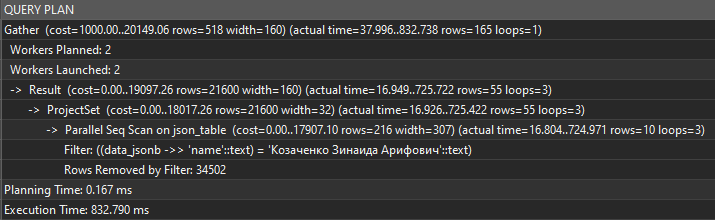 QUERY PLAN
Gather  (cost=1000.00..20149.06 rows=518 width=160) (actual time=37.996..832.738 rows=165 loops=1)
Workers Planned: 2
Workers Launched: 2
->  Result  (cost=0.00..19097.26 rows=21600 width=160) (actual time=16.949..725.722 rows=55 loops=3)
->  ProjectSet  (cost=0.00..18017.26 rows=21600 width=32) (actual time=16.926..725.422 rows=55 loops=3)
->  Parallel Seq Scan on json_table  (cost=0.00..17907.10 rows=216 width=307) (actual time=16.804..724.971 rows=10 loops=3)
Filter: ((data_jsonb ->> 'name'::text) = 'Козаченко Зинаида Арифович'::text)
Rows Removed by Filter: 34502
Planning Time: 0.167 ms
Execution Time: 832.790 ms